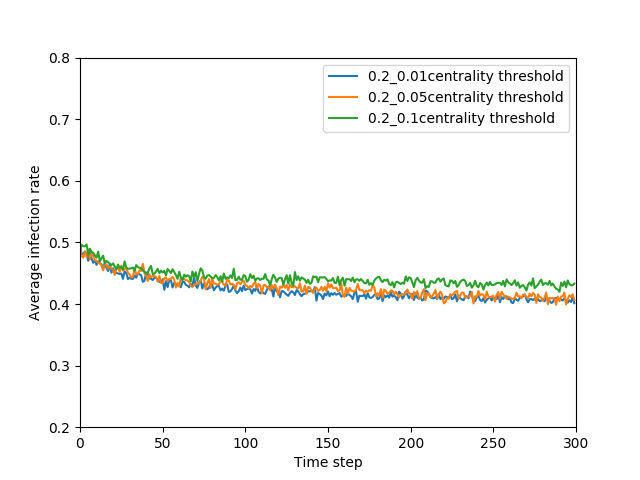 0.8
0.7
0.6
0.5
0.4
0.3
0.2
Average infection rate
0.2_0.01centrality threshold
0.2_0.05centrality threshold
0.2_0.1centrality threshold
0 50 100 150 200 250 300
Time step